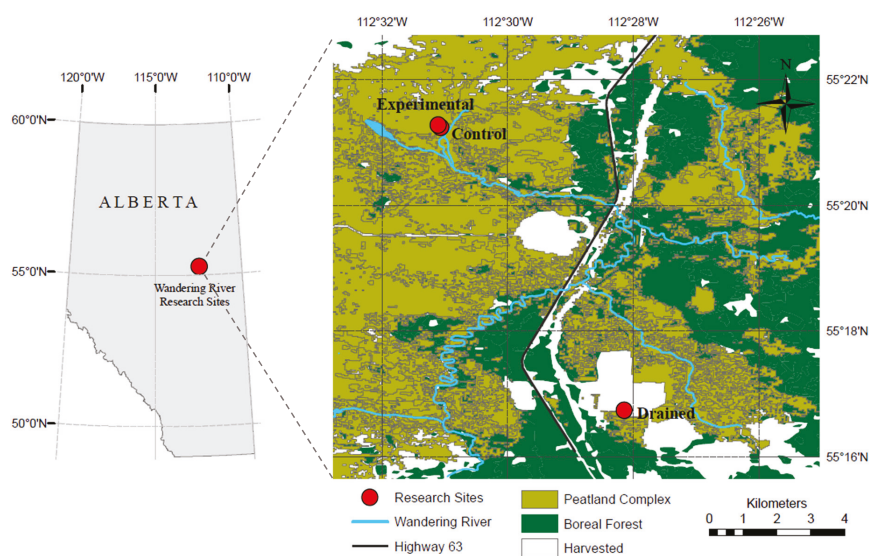 112°32'W 112°30'W 112°28'W 112°26'W
120°0'W 115°0'W 110°0'W
60°0'N
55°0'N
50°0'N
ALBERTA
Wandering River
Research Sites
Experimental
Control
Drained
N
55°22'N
55°20'N
55°18'N
55°16'N
Research Sites
Wandering River
Highway 63
Peatland Complex
Boreal Forest
Harvested
Kilometers
0 1 2 3 4